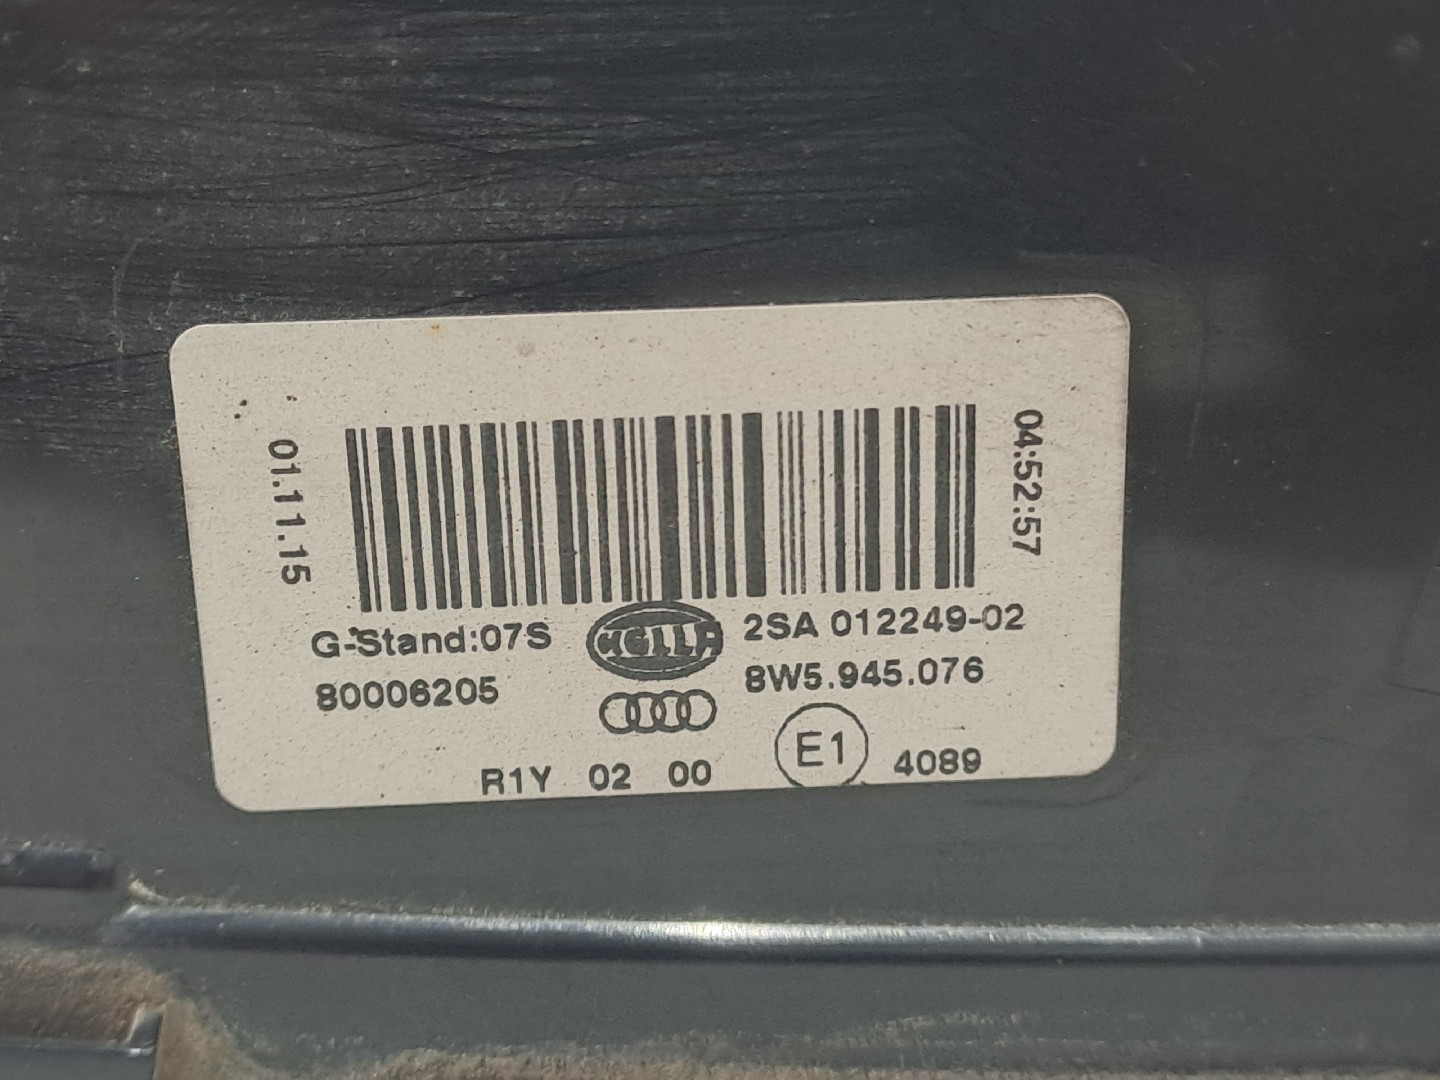 01.11.15
04:52:57
G-Stand:07S
HELLA
2SA 012249-02
80006205
8W5.945.076
R1Y 02 00
E1
4089